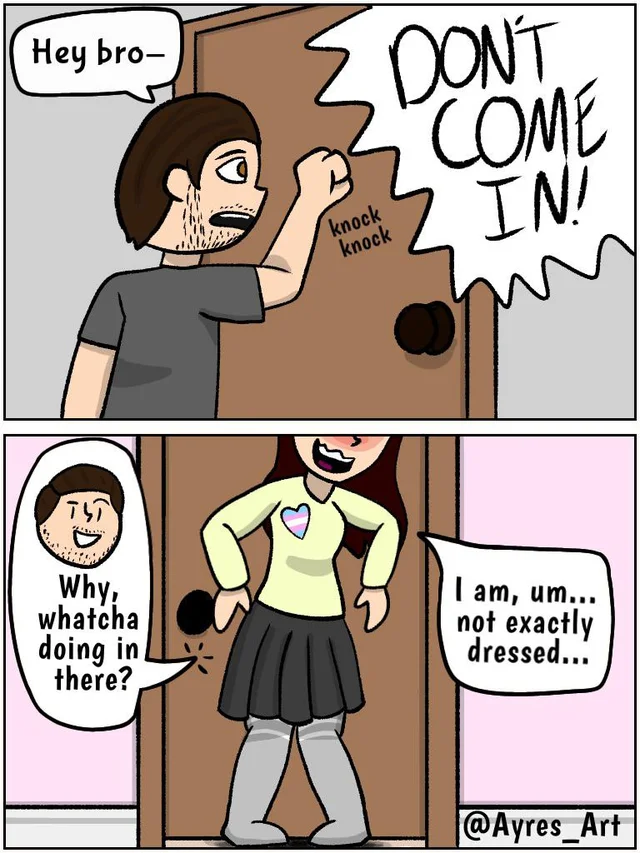 Hey bro–
DON'T
COME
IN!
knock
knock
Why,
whatcha
doing in
there?
I am, um...
not exactly
dressed...
@Ayres_Art